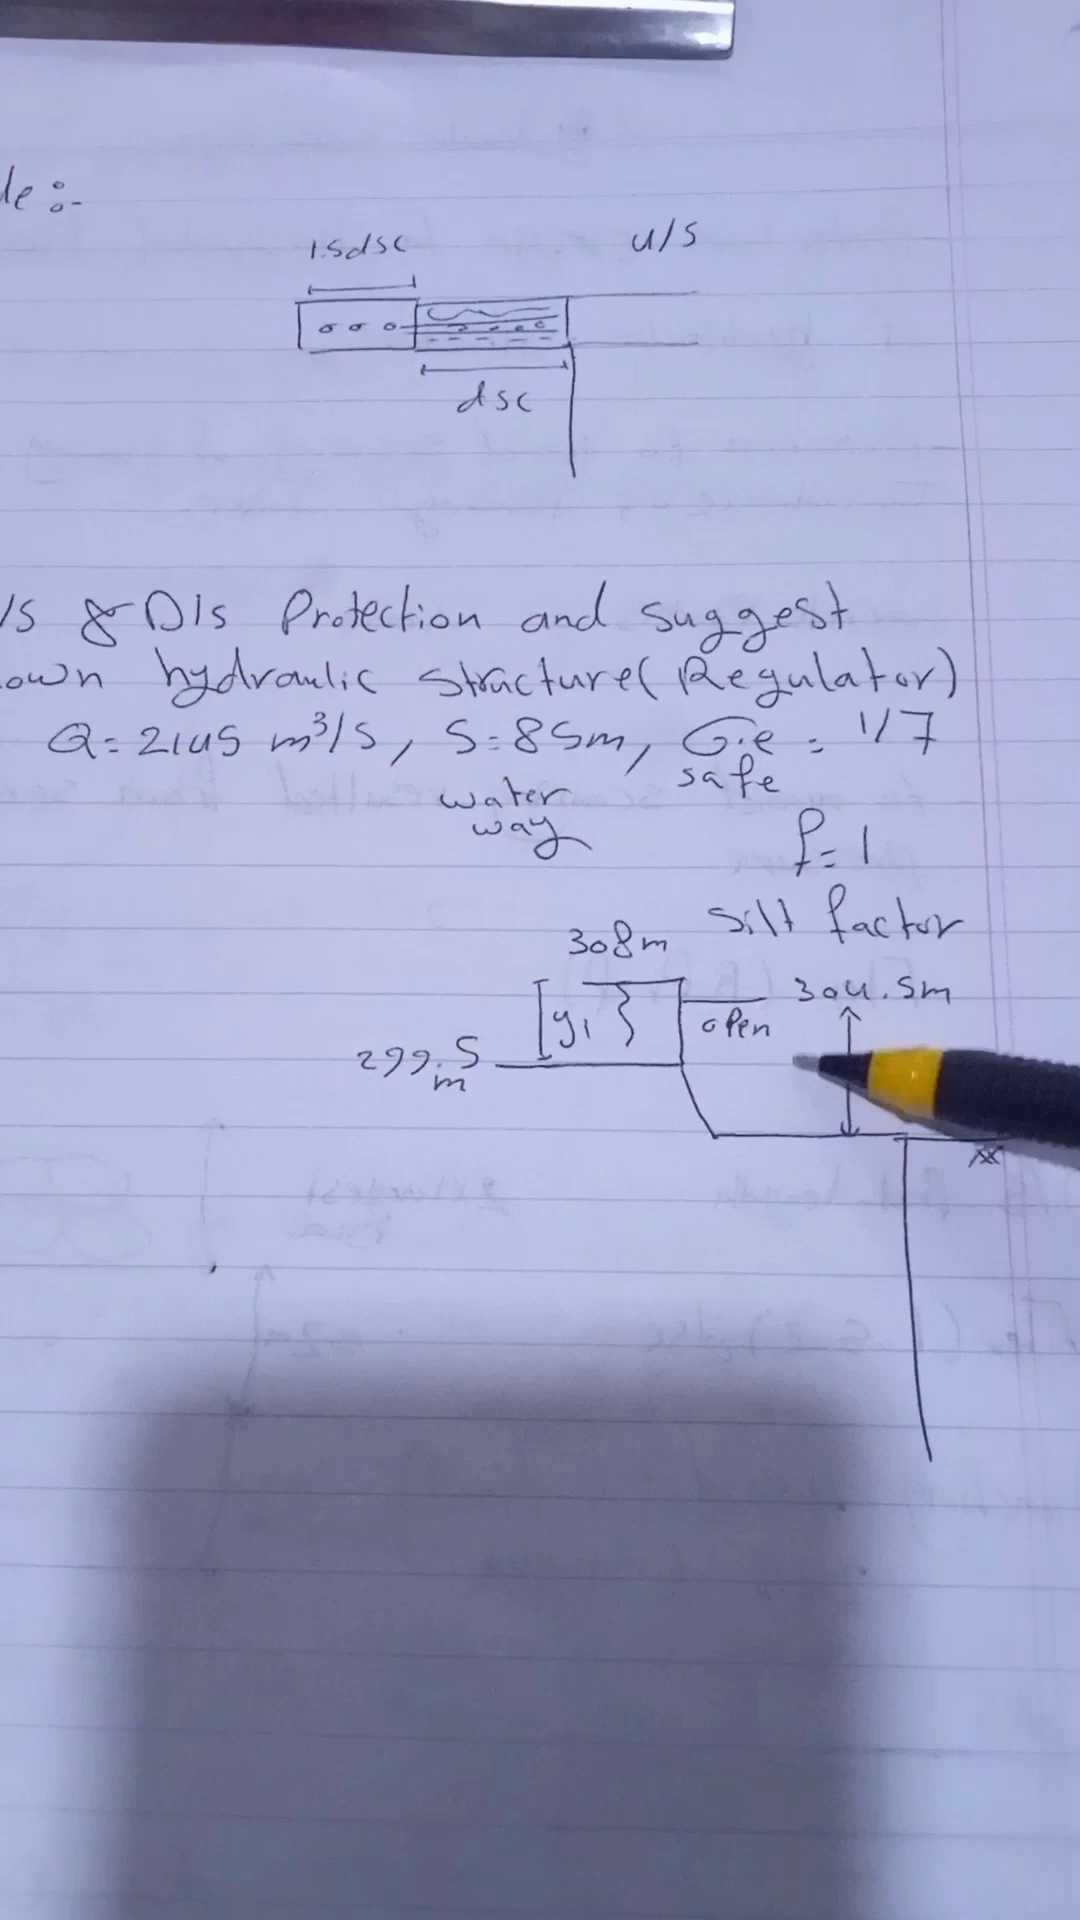 de :-
1.5dsc
u/s
dsc
/s & D/s Protection and suggest
own hydraulic structure( Regulator)
Q = 2145 m³/s, S = 85m, G.e = 1/7
water way
safe
f = 1
silt factor
308m
[y₁ }
304.5m
open
299.5 m